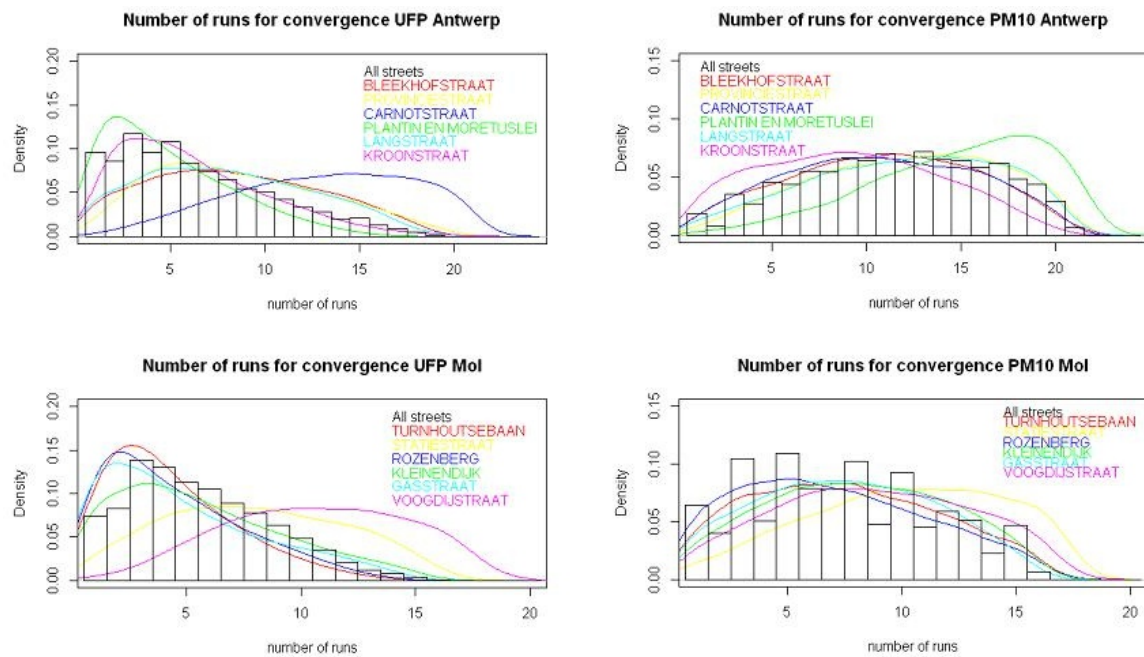 Number of runs for convergence UFP Antwerp
Density
0.00 0.05 0.10 0.15 0.20
All streets
BLEEKHOFSTRAAT
PROVINCIESTRAAT
CARNOTSTRAAT
PLANTIN EN MORETUSLEI
LANGSTRAAT
KROONSTRAAT
5 10 15 20
number of runs
Number of runs for convergence PM10 Antwerp
Density
0.00 0.05 0.10 0.15
All streets
BLEEKHOFSTRAAT
PROVINCIESTRAAT
CARNOTSTRAAT
PLANTIN EN MORETUSLEI
LANGSTRAAT
KROONSTRAAT
5 10 15 20
number of runs
Number of runs for convergence UFP Mol
Density
0.00 0.05 0.10 0.15 0.20
All streets
TURNHOUTSEBAAN
STATIESTRAAT
ROZENBERG
KLEINENDIJK
GASSTRAAT
VOOGDIJSTRAAT
5 10 15 20
number of runs
Number of runs for convergence PM10 Mol
Density
0.00 0.05 0.10 0.15
All streets
TURNHOUTSEBAAN
STATIESTRAAT
ROZENBERG
KLEINENDIJK
GASSTRAAT
VOOGDIJSTRAAT
5 10 15 20
number of runs